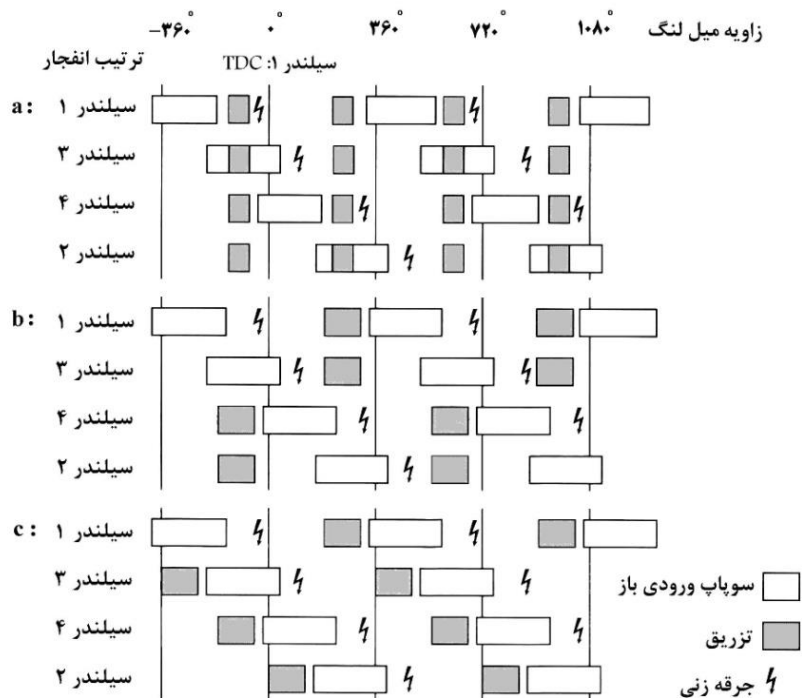 زاویه میل لنگ −۳۶۰° ۰° ۳۶۰° ۷۲۰° ۱۰۸۰°
ترتیب انفجار
سیلندر ۱: TDC
a: سیلندر ۱
سیلندر ۳
سیلندر ۴
سیلندر ۲
b: سیلندر ۱
سیلندر ۳
سیلندر ۴
سیلندر ۲
c: سیلندر ۱
سیلندر ۳
سیلندر ۴
سیلندر ۲
سوپاپ ورودی باز
تزریق
جرقه زنی